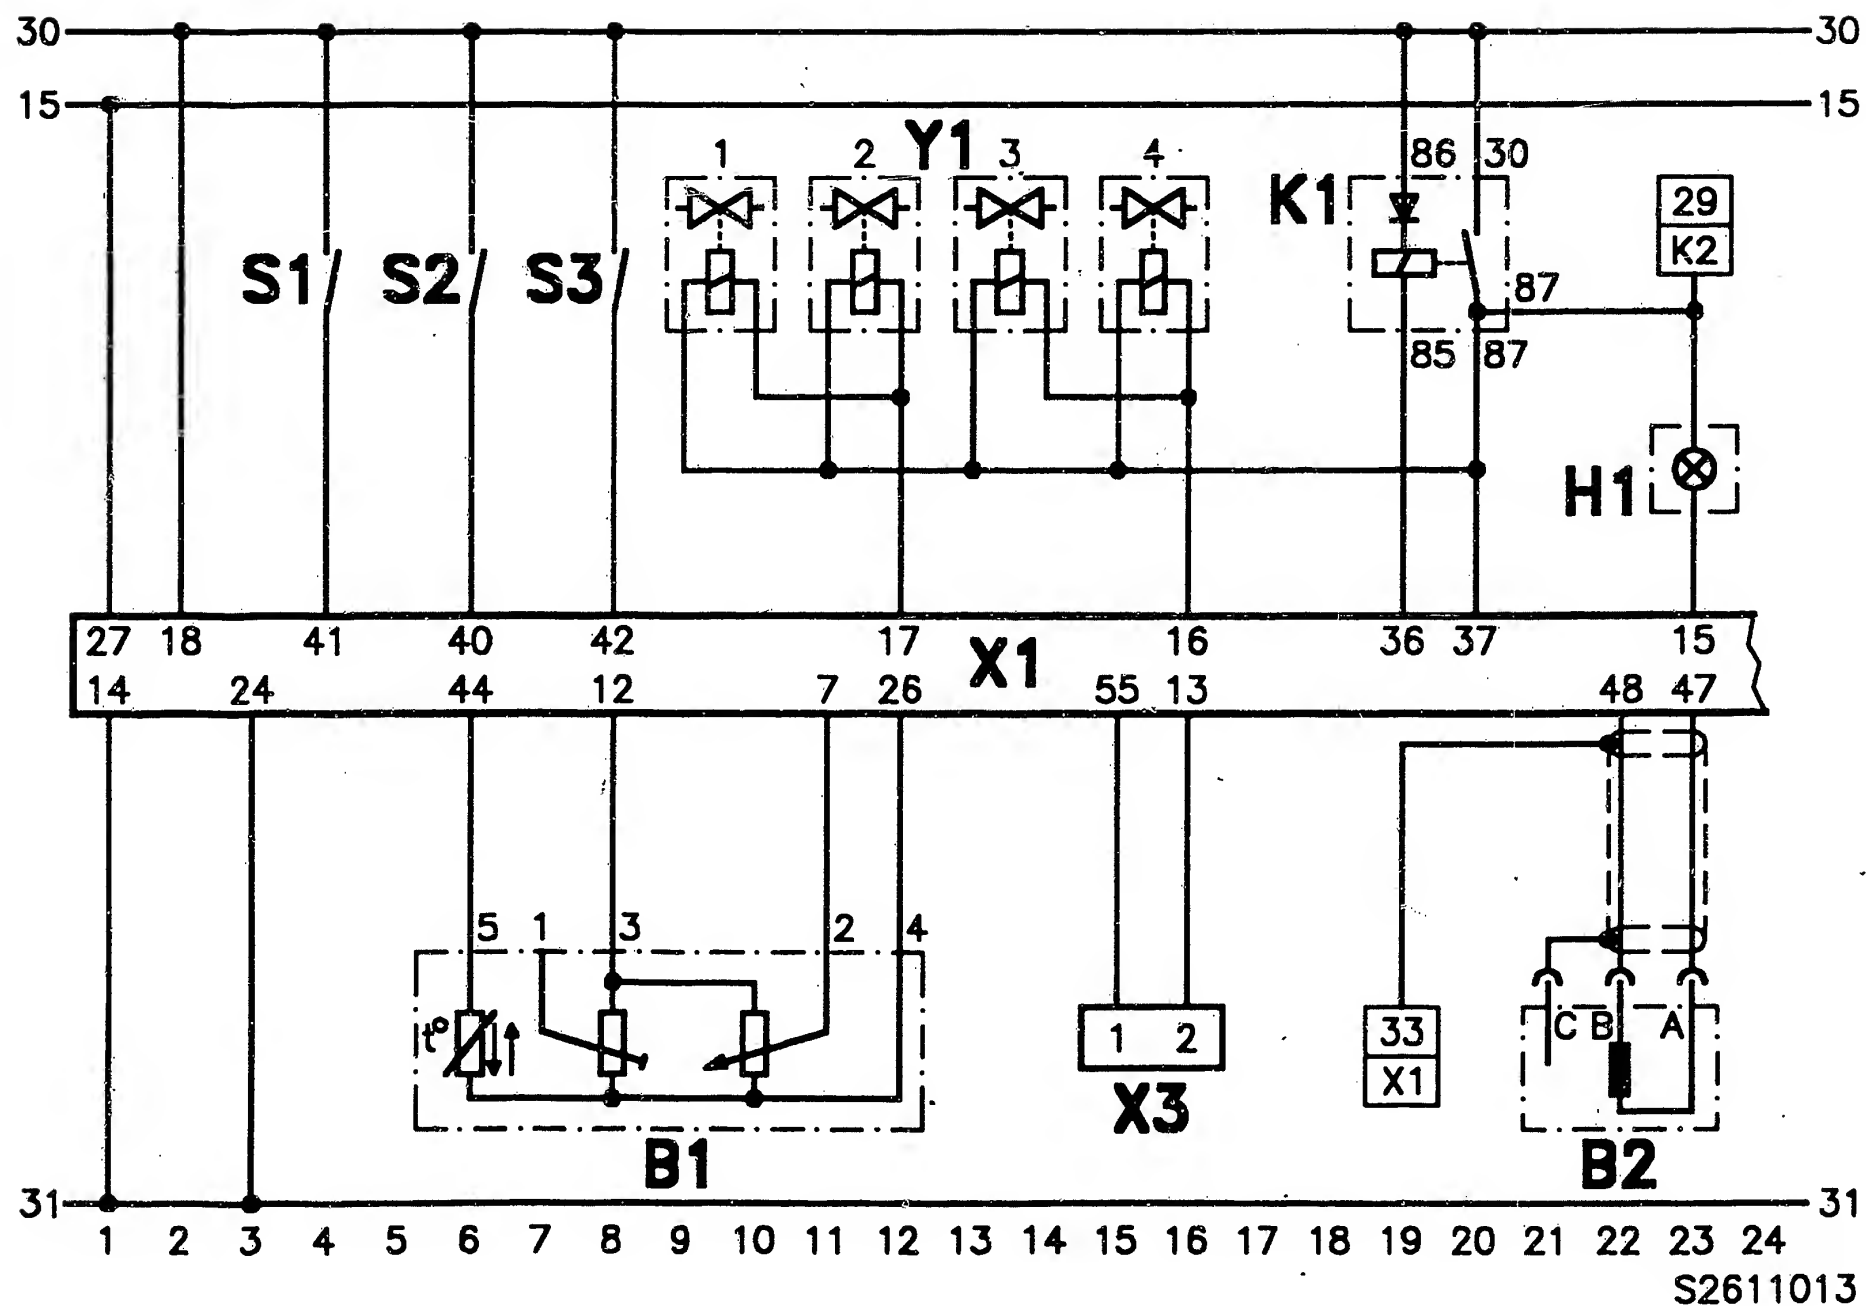 30 30
15 15
Y1
1 2 3 4
86 30
K1
29
K2
S1 S2 S3
87
85 87
H1
27 18 41 40 42 17 16 36 37 15
X1
14 24 44 12 7 26 55 13 48 47
5 1 3 2 4
t°
1 2
33
X1
C B A
X3
B1
B2
31 31
1 2 3 4 5 6 7 8 9 10 11 12 13 14 15 16 17 18 19 20 21 22 23 24
S2611013